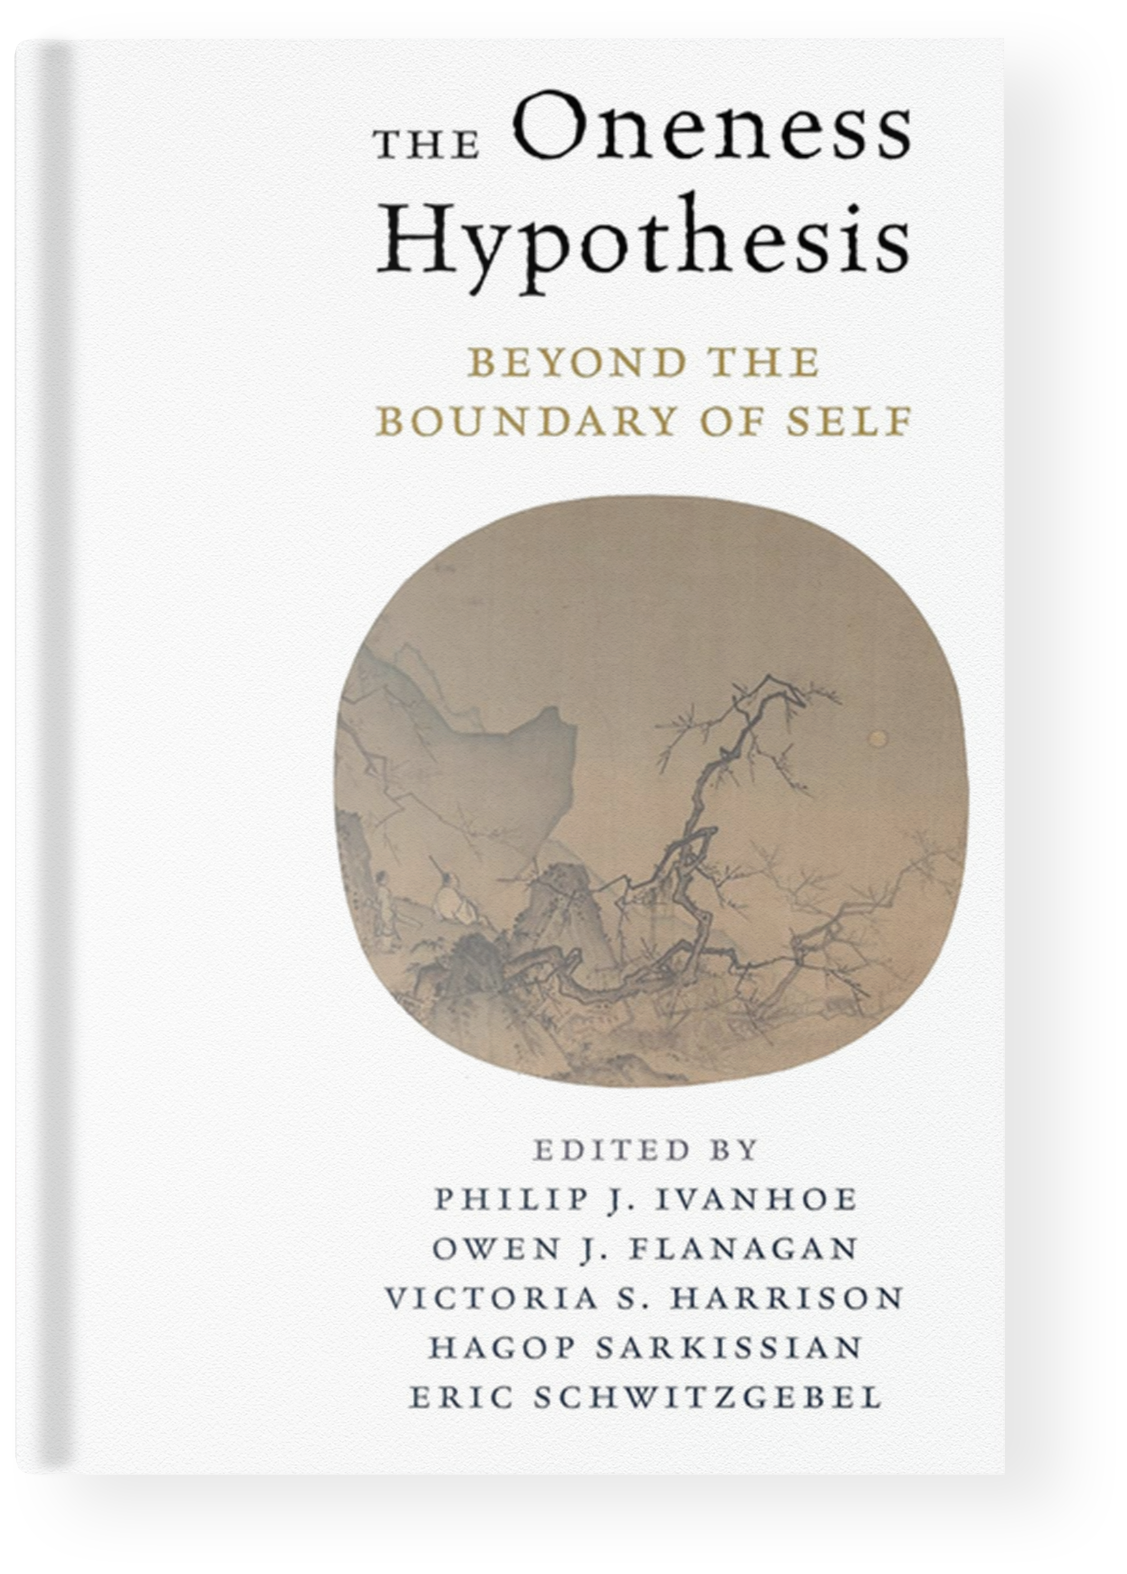 THE Oneness
Hypothesis
BEYOND THE
BOUNDARY OF SELF
EDITED BY
PHILIP J. IVANHOE
OWEN J. FLANAGAN
VICTORIA S. HARRISON
HAGOP SARKISSIAN
ERIC SCHWITZGEBEL